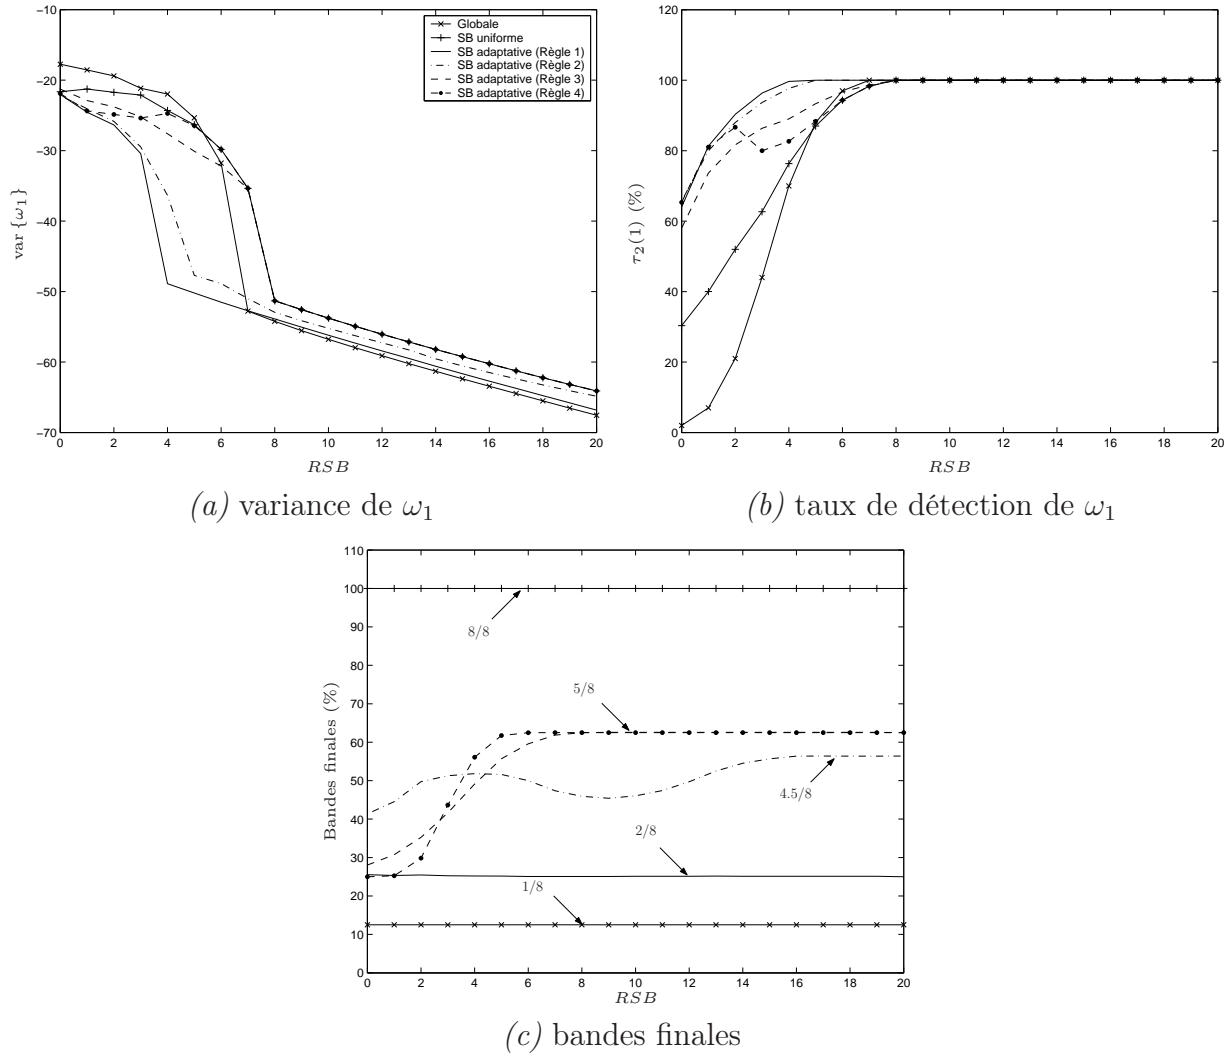 −10
−20
−30
−40
−50
−60
−70
var {ω₁}
0 2 4 6 8 10 12 14 16 18 20
RSB
Globale
SB uniforme
SB adaptative (Règle 1)
SB adaptative (Règle 2)
SB adaptative (Règle 3)
SB adaptative (Règle 4)
(a) variance de ω₁
120
100
80
60
40
20
0
τ₂(1) (%)
0 2 4 6 8 10 12 14 16 18 20
RSB
(b) taux de détection de ω₁
110
100
90
80
70
60
50
40
30
20
10
0
Bandes finales (%)
8/8
5/8
4.5/8
2/8
1/8
0 2 4 6 8 10 12 14 16 18 20
RSB
(c) bandes finales